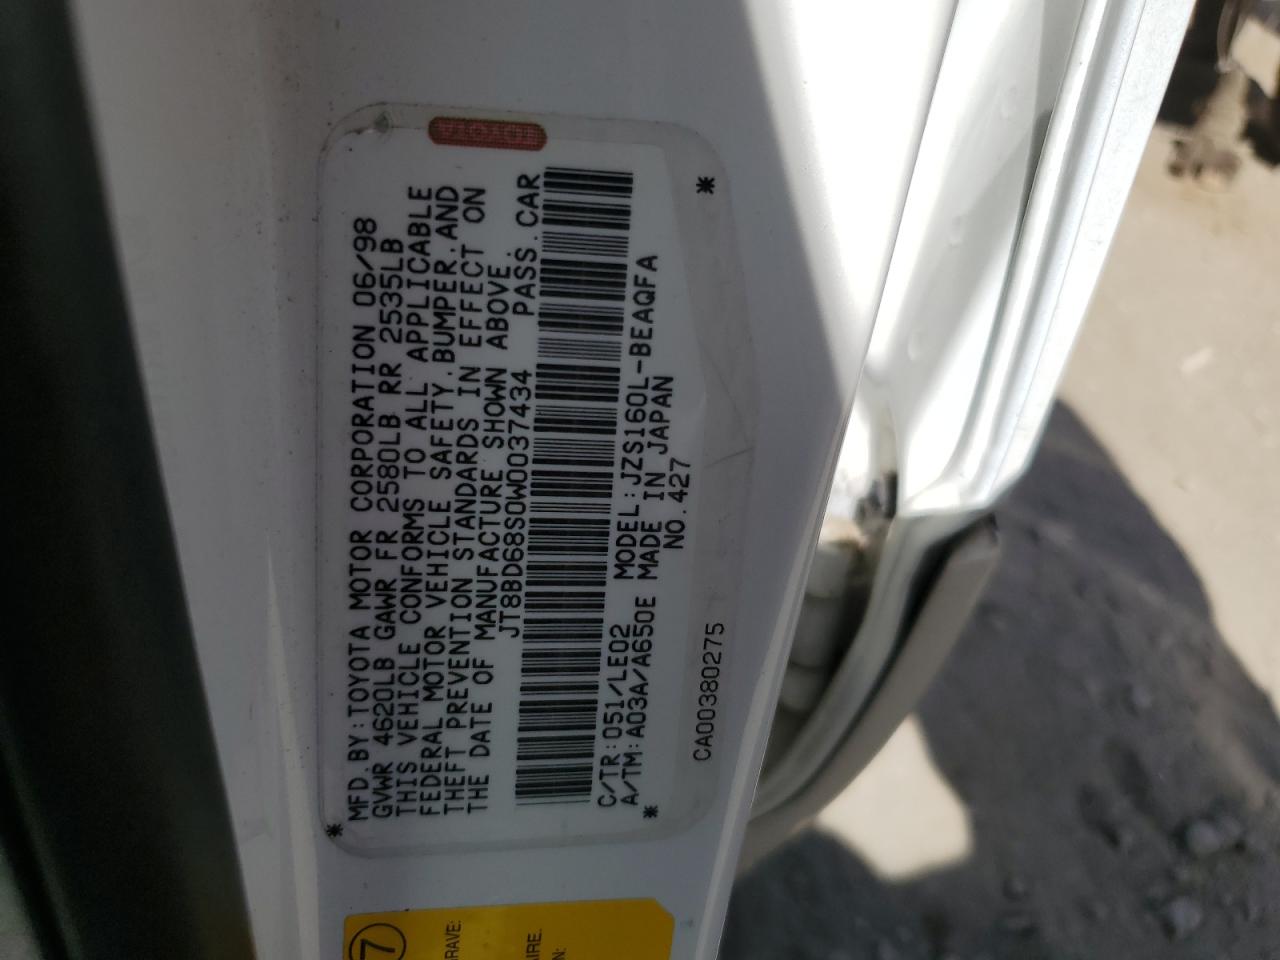 TOYOTA
MFD.BY:TOYOTA MOTOR CORPORATION 06/98
GVWR 4620LB GAWR FR 2580LB RR 2535LB
THIS VEHICLE CONFORMS TO ALL APPLICABLE
FEDERAL MOTOR VEHICLE SAFETY,BUMPER,AND
THEFT PREVENTION STANDARDS IN EFFECT ON
THE DATE OF MANUFACTURE SHOWN ABOVE.
JT8BD68S0W0037434 PASS.CAR
C/TR:051/LE02 MODEL:JZS160L-BEAQFA
A/TM:A03A/A650E MADE IN JAPAN
NO.427
CA00380275
7